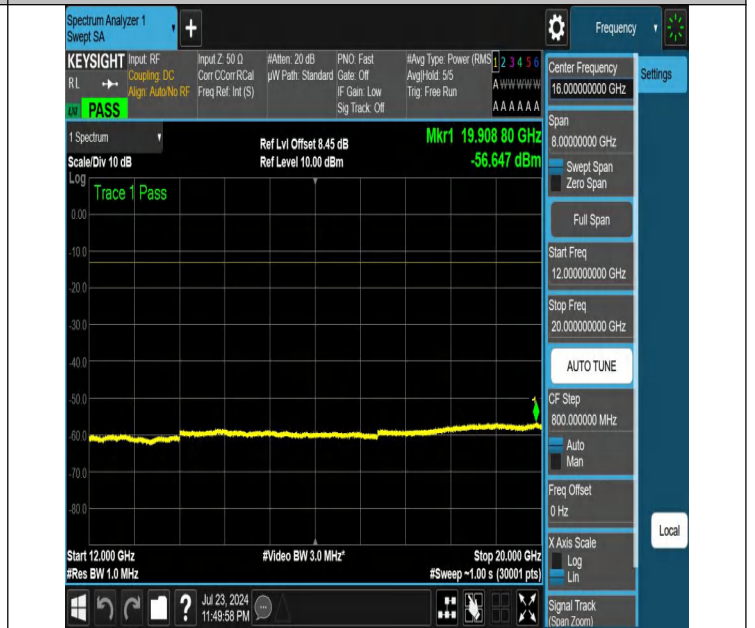 Spectrum Analyzer 1
Swept SA
+
Frequency
KEYSIGHT
RL
PASS
Input: RF
Coupling: DC
Align: Auto/No RF
Input Z: 50 Ω
Corr CCorr RCal
Freq Ref: Int (S)
#Atten: 20 dB
µW Path: Standard
PNO: Fast
Gate: Off
IF Gain: Low
Sig Track: Off
#Avg Type: Power (RMS
Avg|Hold: 5/5
Trig: Free Run
1 2 3 4 5 6
A W W W W W
A A A A A A
1 Spectrum
Scale/Div 10 dB
Ref Lvl Offset 8.45 dB
Ref Level 10.00 dBm
Mkr1 19.908 80 GHz
-56.647 dBm
Log
Trace 1 Pass
0.00
-10.0
-20.0
-30.0
-40.0
-50.0
-60.0
-70.0
-80.0
1
Start 12.000 GHz
#Res BW 1.0 MHz
#Video BW 3.0 MHz*
Stop 20.000 GHz
#Sweep ~1.00 s (30001 pts)
Jul 23, 2024
11:49:58 PM
Center Frequency
16.000000000 GHz
Settings
Span
8.00000000 GHz
Swept Span
Zero Span
Full Span
Start Freq
12.000000000 GHz
Stop Freq
20.000000000 GHz
AUTO TUNE
CF Step
800.000000 MHz
Auto
Man
Freq Offset
0 Hz
X Axis Scale
Log
Lin
Local
Signal Track
(Span Zoom)